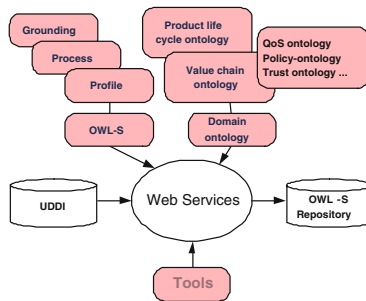 Grounding
Process
Profile
OWL-S
Product life
cycle ontology
Value chain
ontology
QoS ontology
Policy-ontology
Trust ontology ...
Domain
ontology
UDDI
Web Services
OWL -S
Repository
Tools